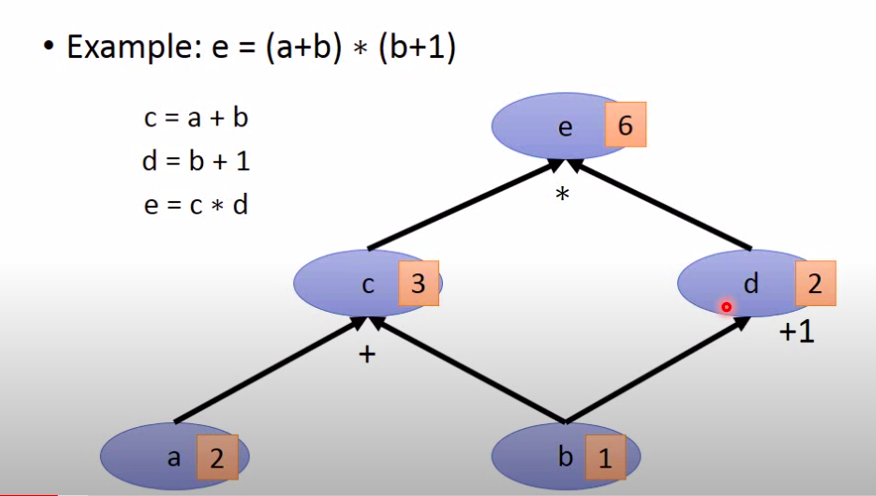 • Example: e = (a+b) ∗ (b+1)
c = a + b
d = b + 1
e = c ∗ d
e 6
∗
c 3
d 2
+
+1
a 2
b 1